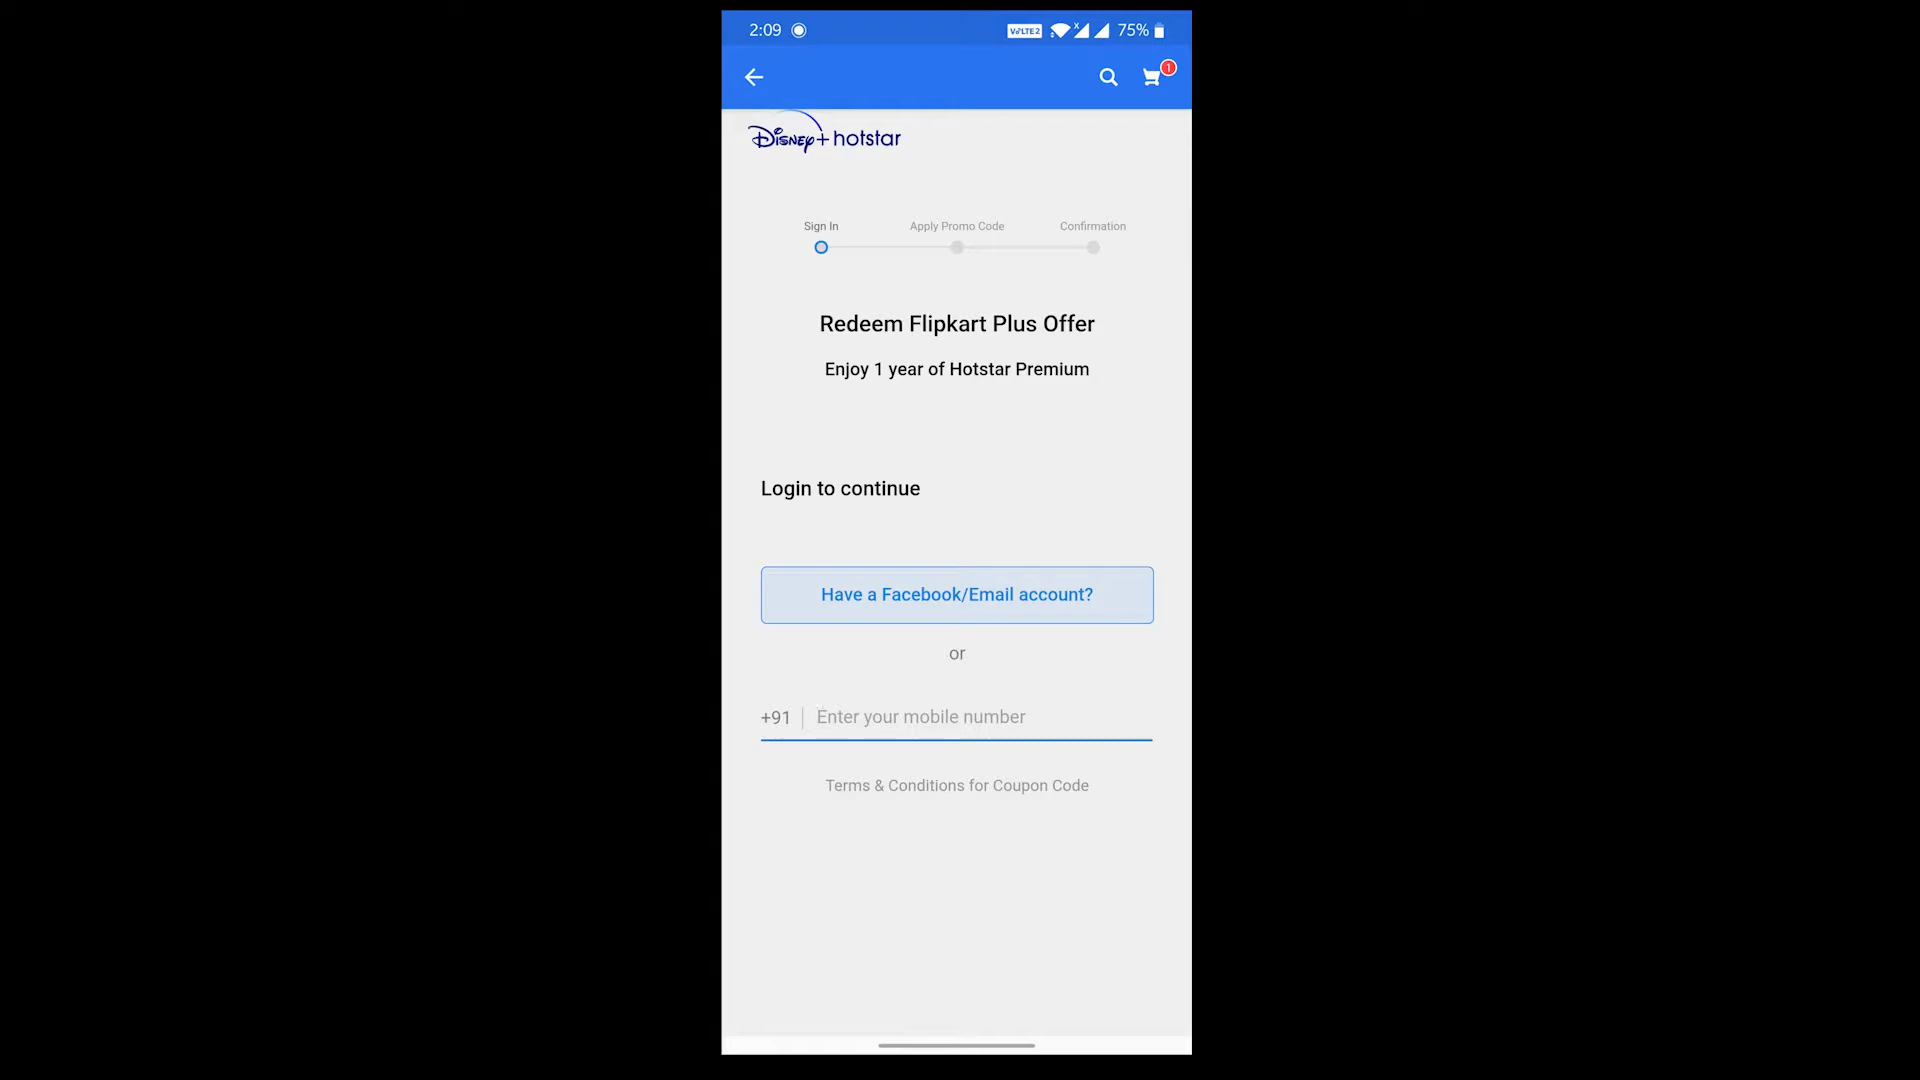 2:09 VoLTE2 x 75%
1
Disney+ hotstar
Sign In Apply Promo Code Confirmation
Redeem Flipkart Plus Offer
Enjoy 1 year of Hotstar Premium
Login to continue
Have a Facebook/Email account?
or
+91 Enter your mobile number
Terms & Conditions for Coupon Code